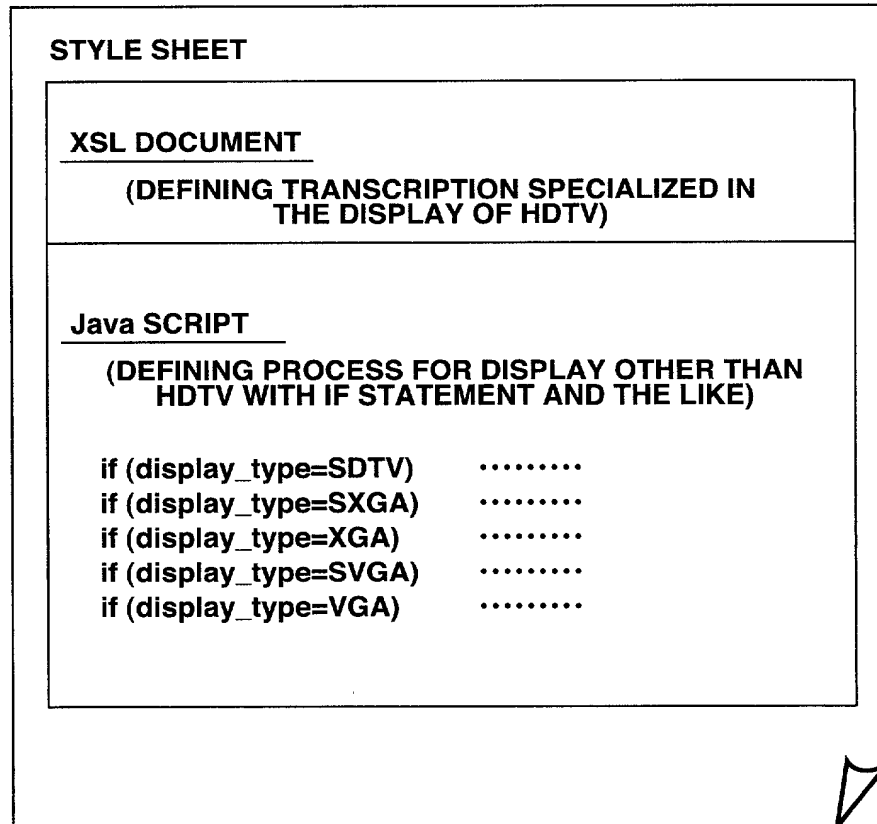 STYLE SHEET
XSL DOCUMENT
(DEFINING TRANSCRIPTION SPECIALIZED IN
THE DISPLAY OF HDTV)
Java SCRIPT
(DEFINING PROCESS FOR DISPLAY OTHER THAN
HDTV WITH IF STATEMENT AND THE LIKE)
if (display_type=SDTV) ·········
if (display_type=SXGA) ·········
if (display_type=XGA) ·········
if (display_type=SVGA) ·········
if (display_type=VGA) ·········